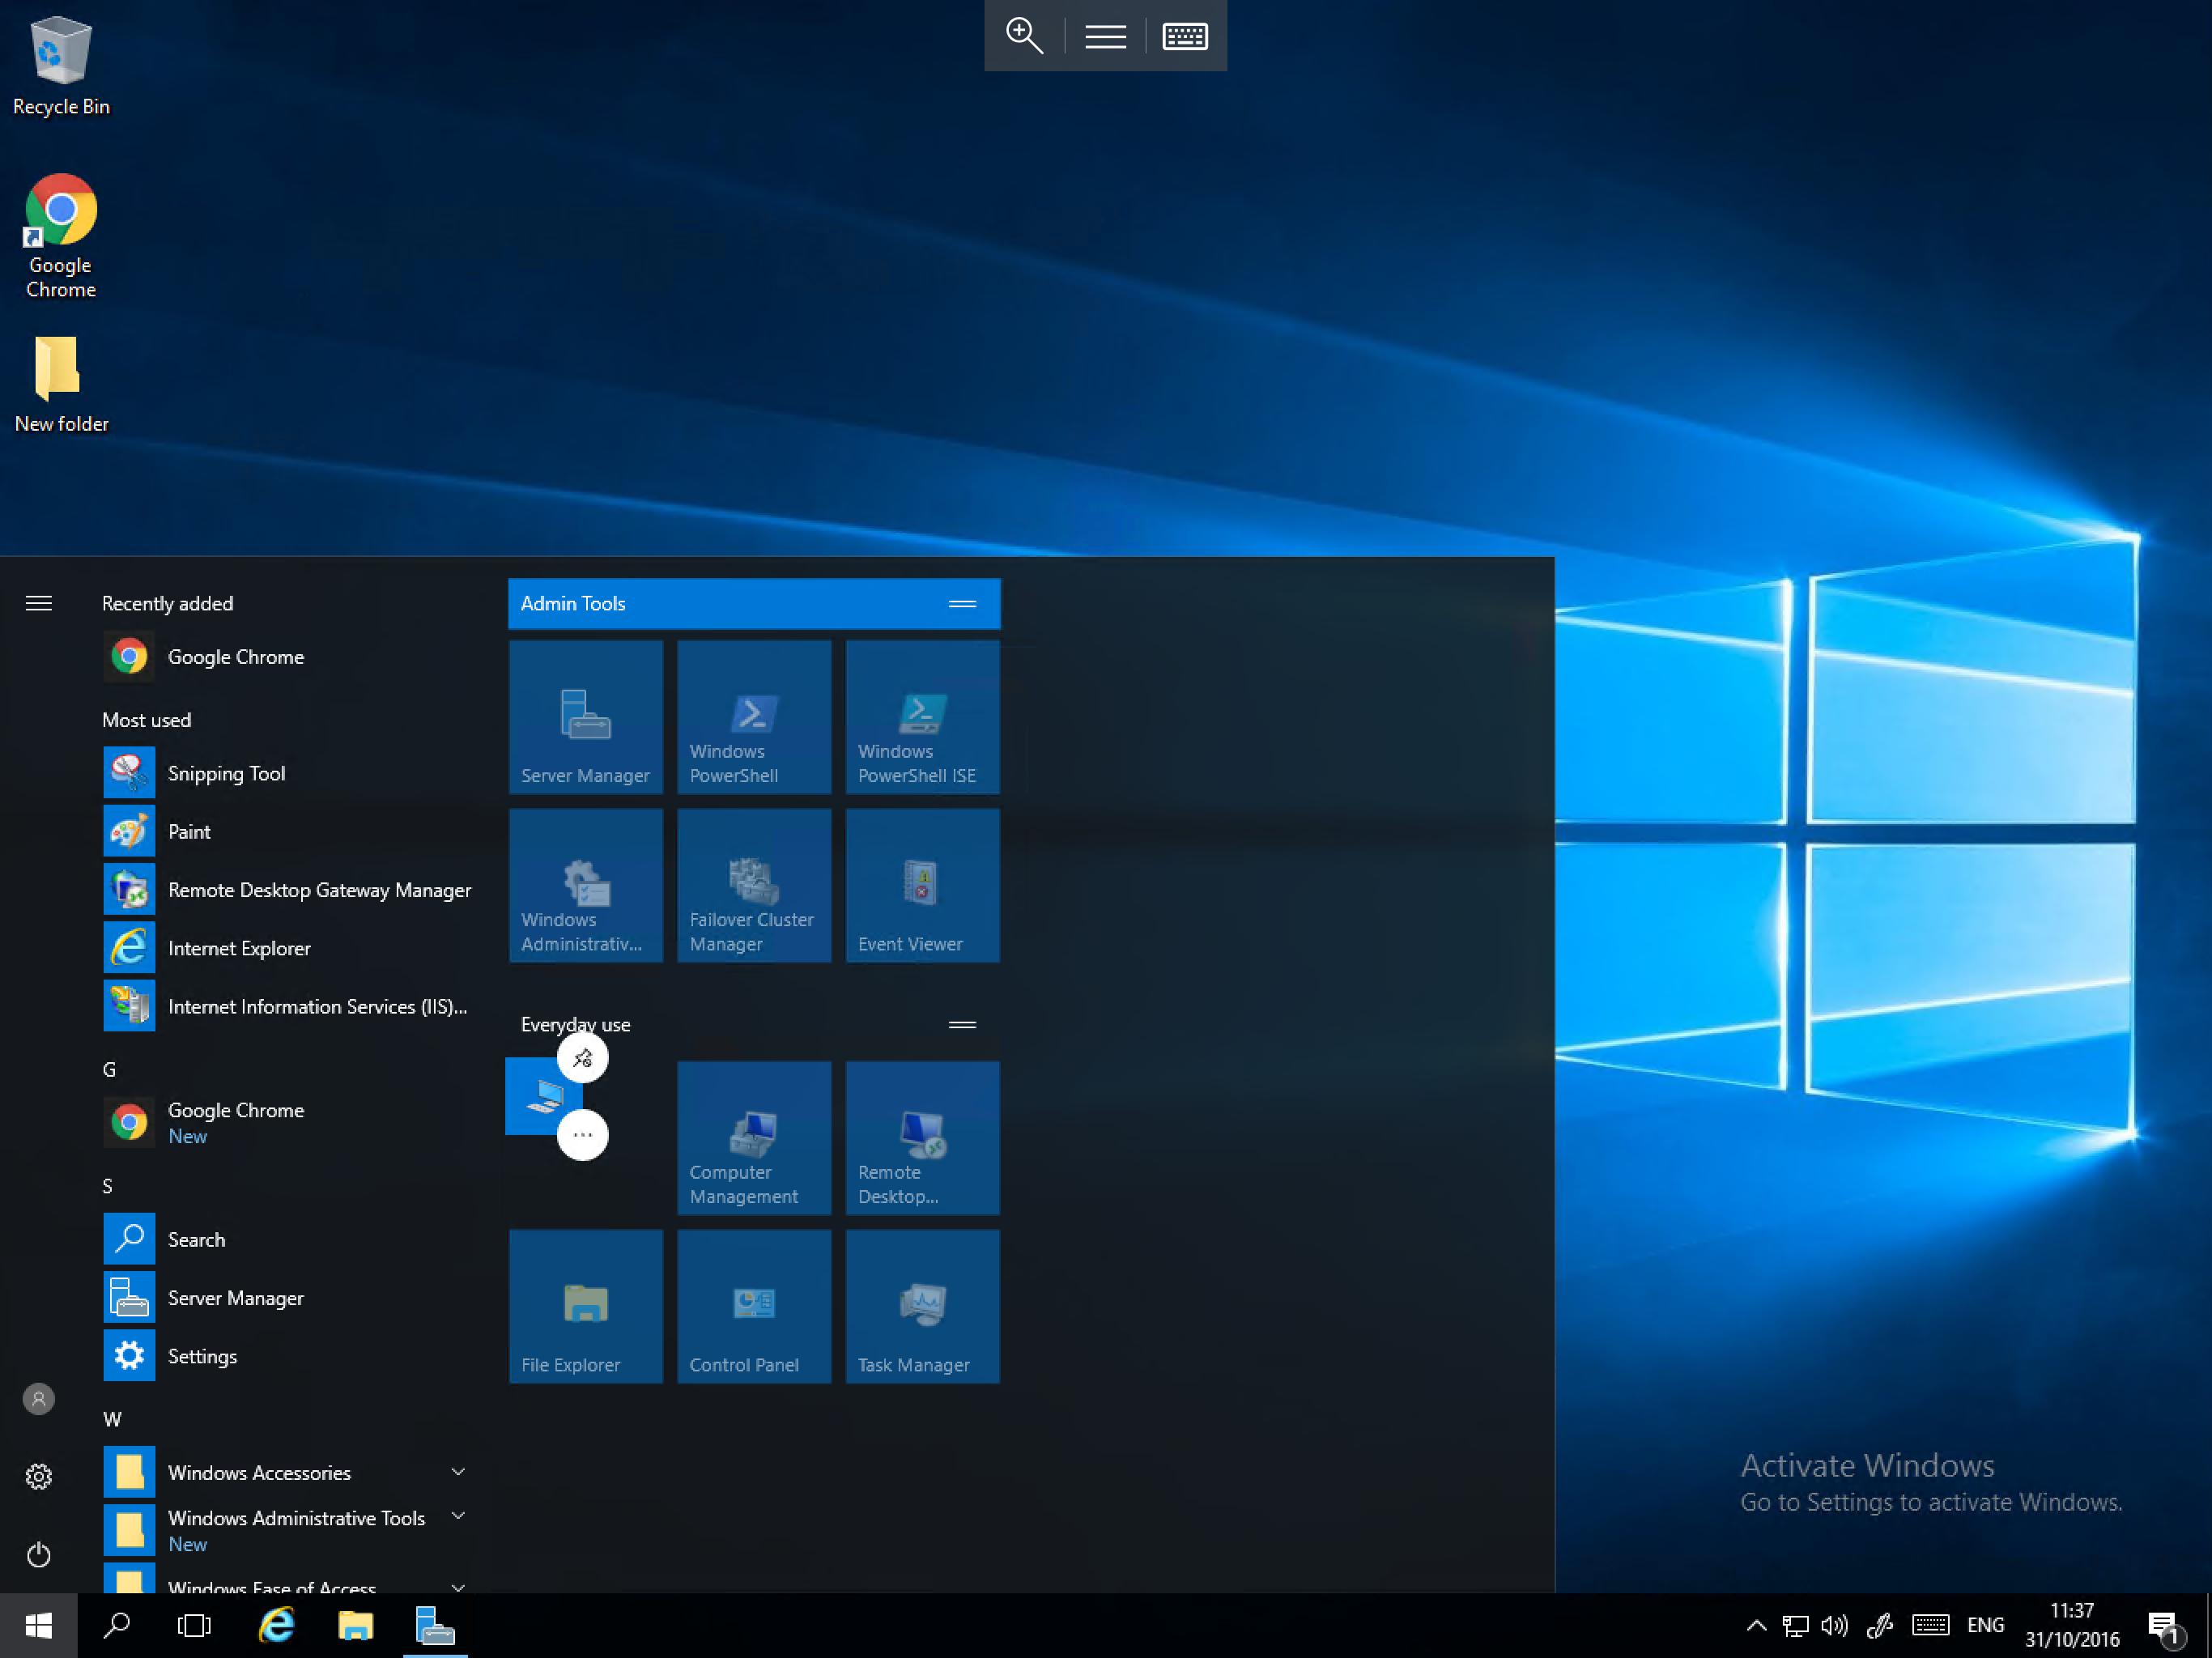 Recycle Bin
Google
Chrome
New folder
Recently added
Google Chrome
Most used
Snipping Tool
Paint
Remote Desktop Gateway Manager
Internet Explorer
Internet Information Services (IIS)...
G
Google Chrome
New
S
Search
Server Manager
Settings
W
Windows Accessories
Windows Administrative Tools
New
Windows Ease of Access
Admin Tools
Server Manager
Windows
PowerShell
Windows
PowerShell ISE
Windows
Administrativ...
Failover Cluster
Manager
Event Viewer
Everyday use
Computer
Management
Remote
Desktop...
File Explorer
Control Panel
Task Manager
Activate Windows
Go to Settings to activate Windows.
ENG
11:37
31/10/2016
1